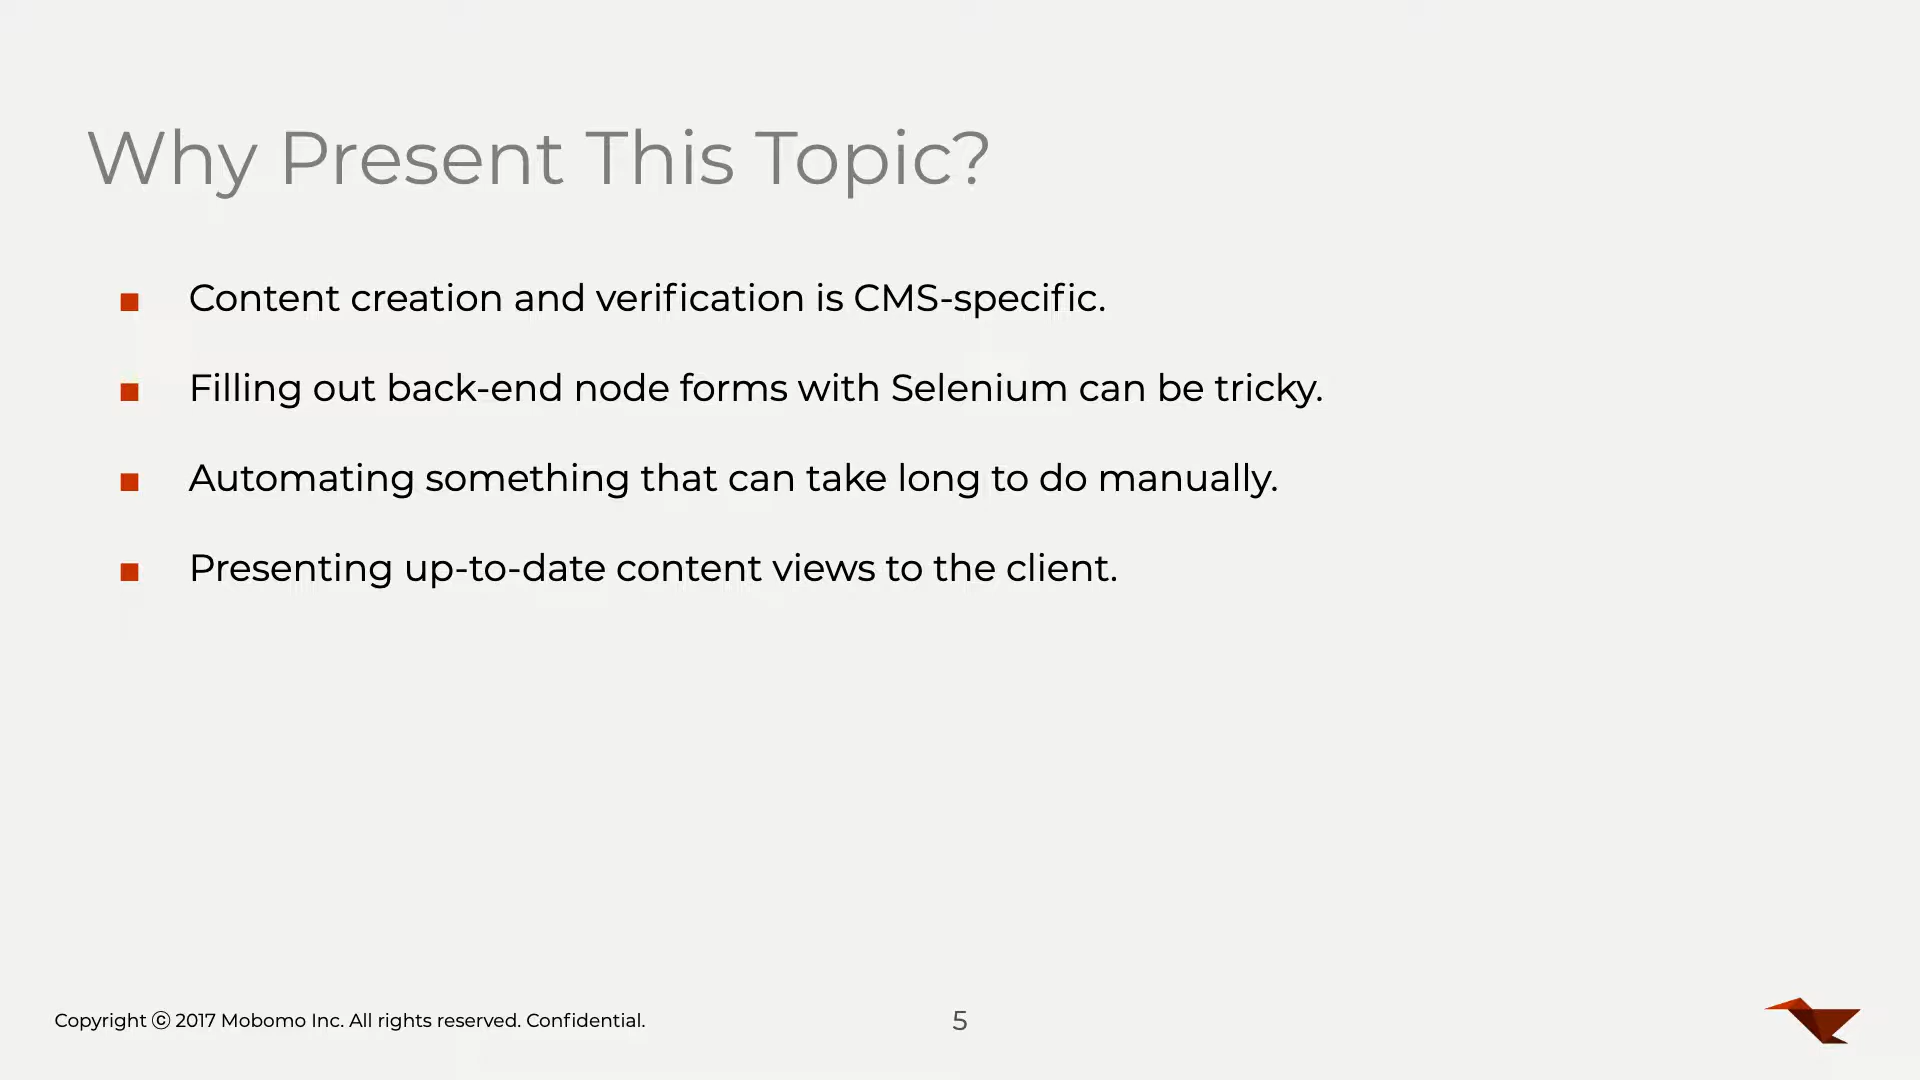 Why Present This Topic?
■ Content creation and verification is CMS-specific.
■ Filling out back-end node forms with Selenium can be tricky.
■ Automating something that can take long to do manually.
■ Presenting up-to-date content views to the client.
Copyright ⓒ 2017 Mobomo Inc. All rights reserved. Confidential.
5